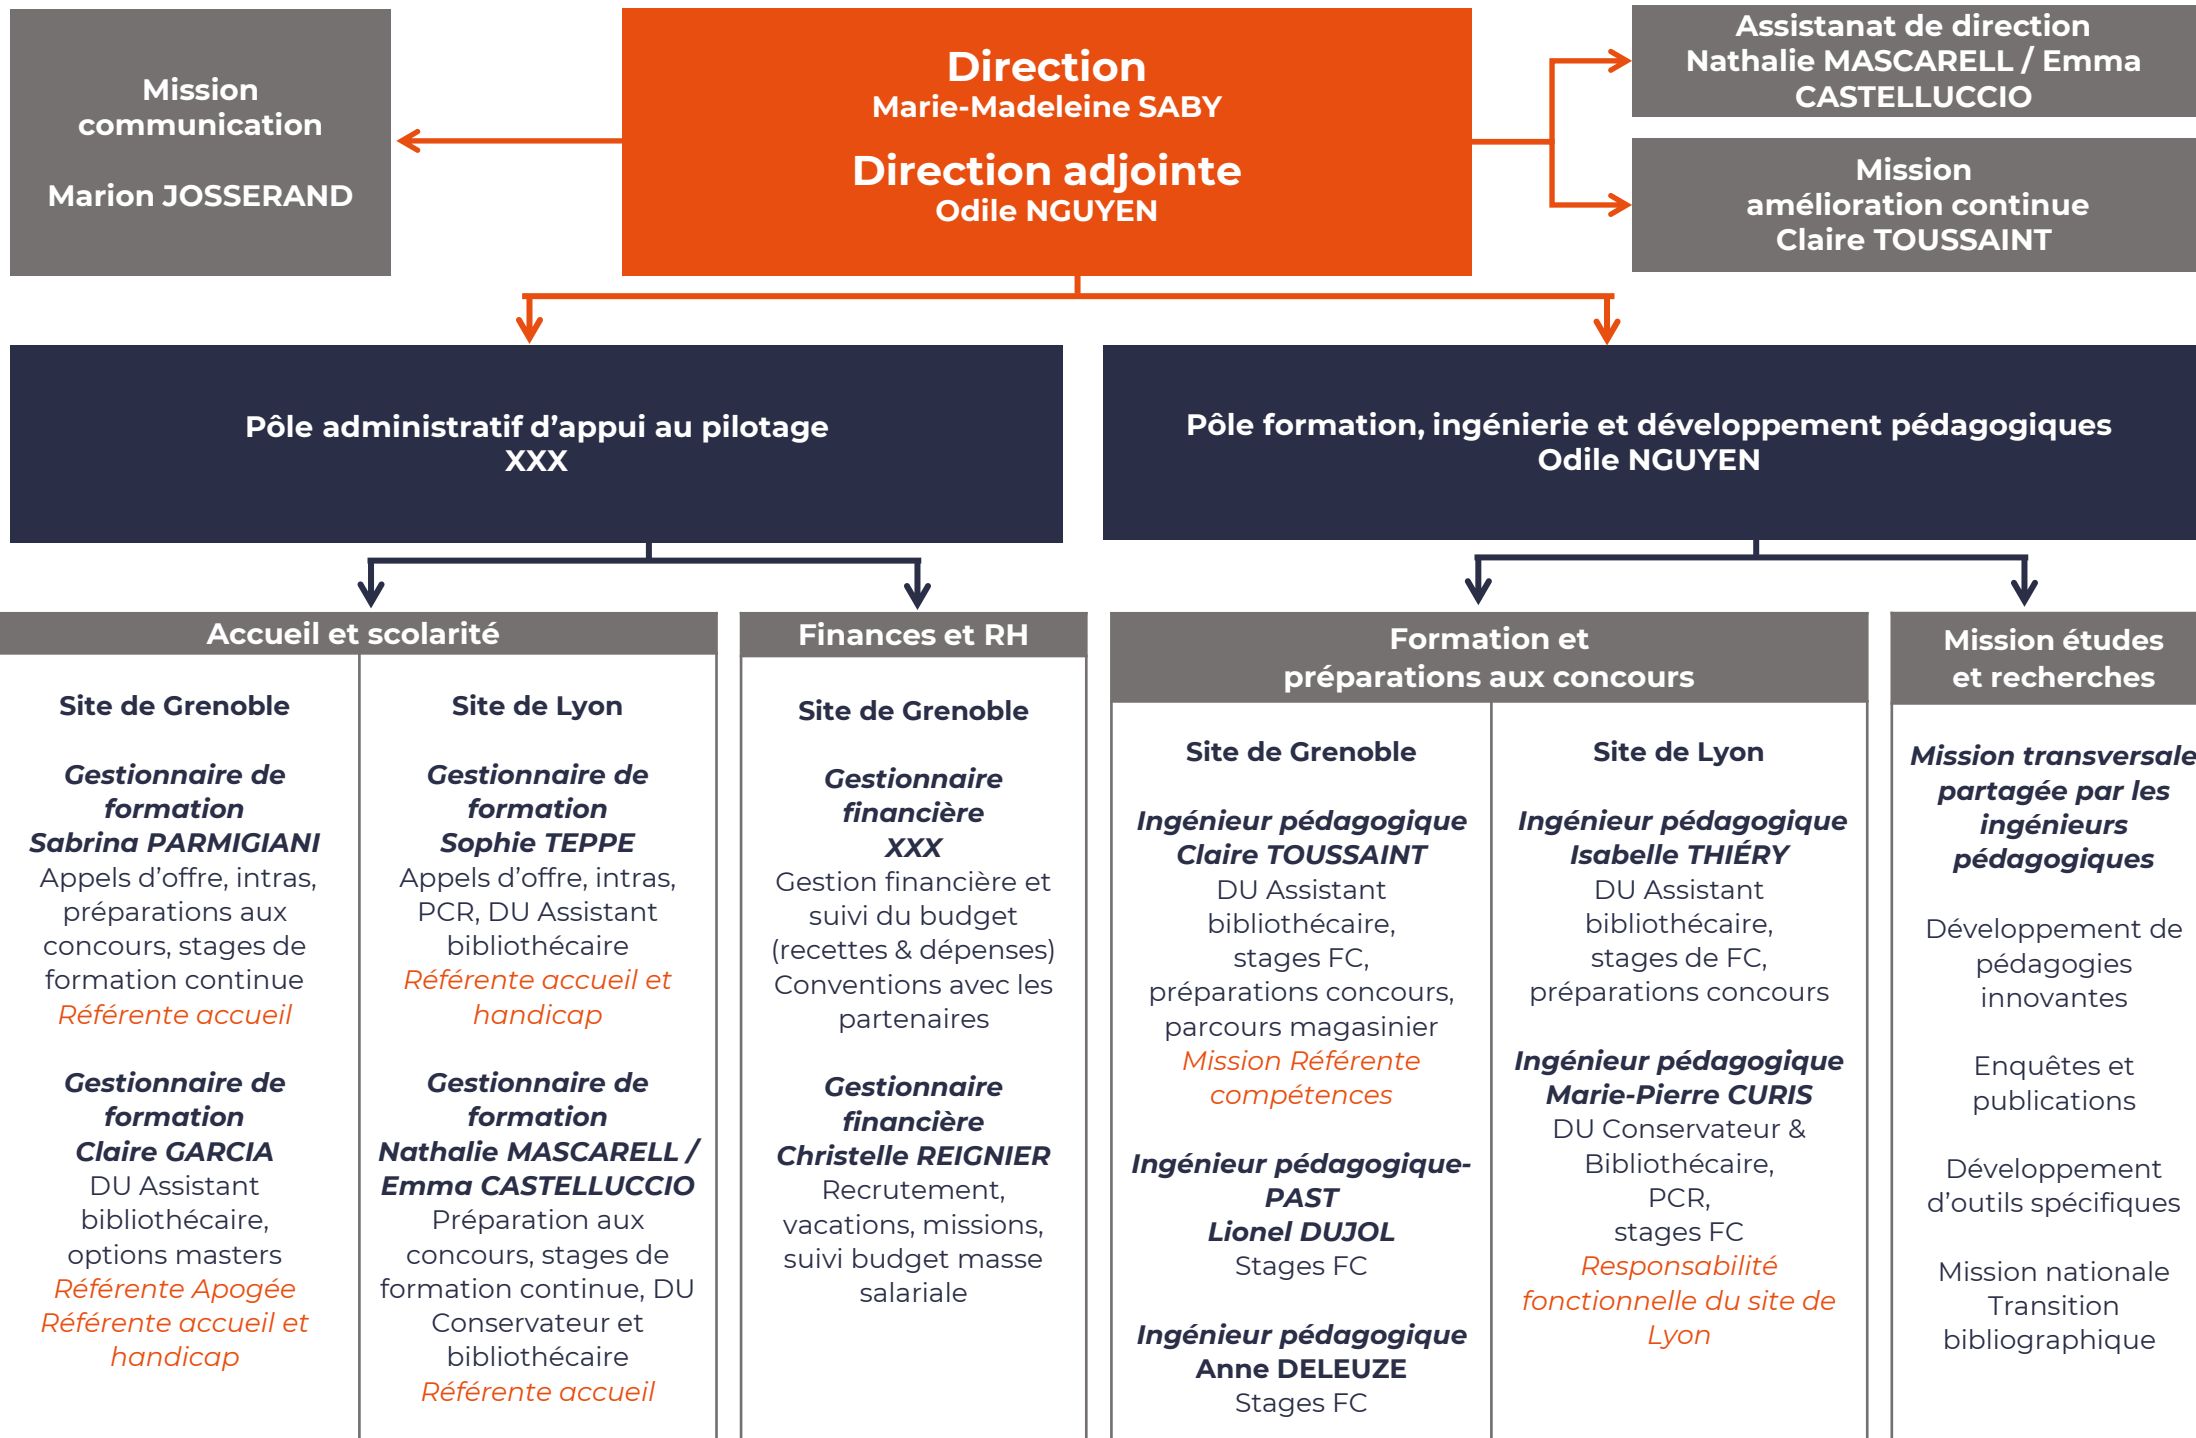 Mission
communication
Marion JOSSERAND
Direction
Marie-Madeleine SABY
Direction adjointe
Odile NGUYEN
Assistanat de direction
Nathalie MASCARELL / Emma
CASTELLUCCIO
Mission
amélioration continue
Claire TOUSSAINT
Pôle administratif d’appui au pilotage
XXX
Pôle formation, ingénierie et développement pédagogiques
Odile NGUYEN
Accueil et scolarité
Site de Grenoble
Gestionnaire de
formation
Sabrina PARMIGIANI
Appels d’offre, intras,
préparations aux
concours, stages de
formation continue
Référente accueil
Gestionnaire de
formation
Claire GARCIA
DU Assistant
bibliothécaire,
options masters
Référente Apogée
Référente accueil et
handicap
Site de Lyon
Gestionnaire de
formation
Sophie TEPPE
Appels d’offre, intras,
PCR, DU Assistant
bibliothécaire
Référente accueil et
handicap
Gestionnaire de
formation
Nathalie MASCARELL /
Emma CASTELLUCCIO
Préparation aux
concours, stages de
formation continue, DU
Conservateur et
bibliothécaire
Référente accueil
Finances et RH
Site de Grenoble
Gestionnaire
financière
XXX
Gestion financière et
suivi du budget
(recettes & dépenses)
Conventions avec les
partenaires
Gestionnaire
financière
Christelle REIGNIER
Recrutement,
vacations, missions,
suivi budget masse
salariale
Formation et
préparations aux concours
Site de Grenoble
Ingénieur pédagogique
Claire TOUSSAINT
DU Assistant
bibliothécaire,
stages FC,
préparations concours,
parcours magasinier
Mission Référente
compétences
Ingénieur pédagogique-
PAST
Lionel DUJOL
Stages FC
Ingénieur pédagogique
Anne DELEUZE
Stages FC
Site de Lyon
Ingénieur pédagogique
Isabelle THIÉRY
DU Assistant
bibliothécaire,
stages de FC,
préparations concours
Ingénieur pédagogique
Marie-Pierre CURIS
DU Conservateur &
Bibliothécaire,
PCR,
stages FC
Responsabilité
fonctionnelle du site de
Lyon
Mission études
et recherches
Mission transversale
partagée par les
ingénieurs
pédagogiques
Développement de
pédagogies
innovantes
Enquêtes et
publications
Développement
d’outils spécifiques
Mission nationale
Transition
bibliographique